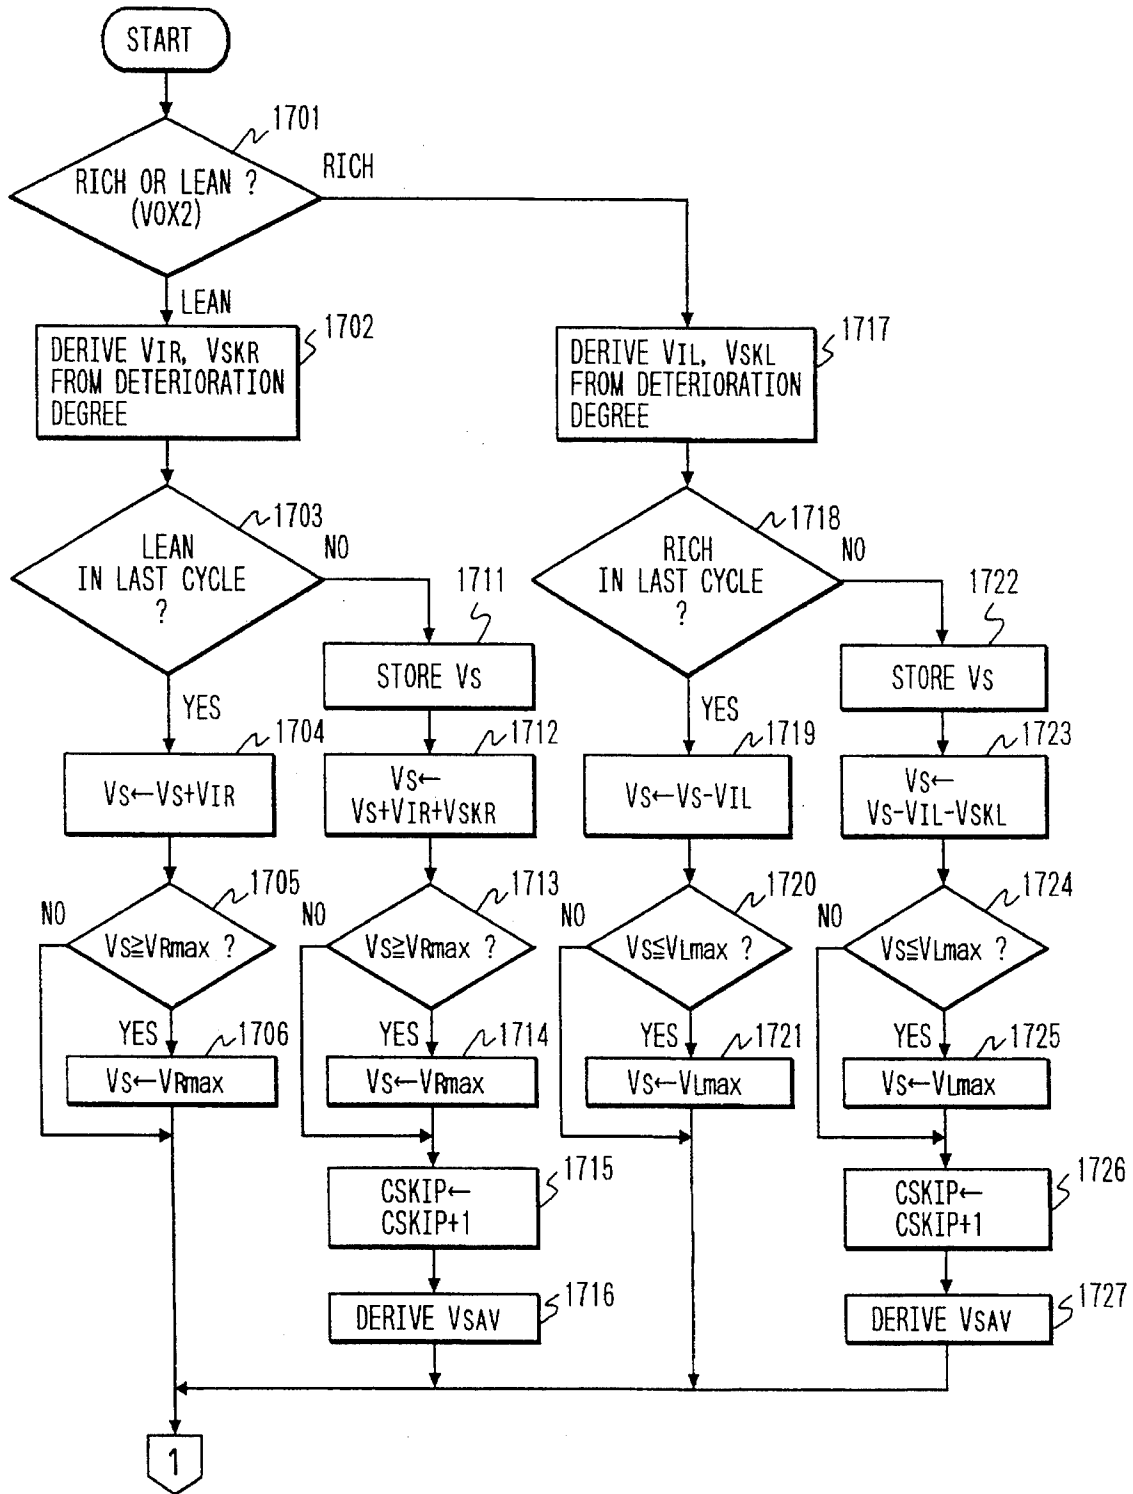 START
1701
RICH OR LEAN ?
(VOX2)
RICH
LEAN
1702
DERIVE VIR, VSKR
FROM DETERIORATION
DEGREE
1717
DERIVE VIL, VSKL
FROM DETERIORATION
DEGREE
1703
LEAN
IN LAST CYCLE
?
NO
YES
1718
RICH
IN LAST CYCLE
?
NO
YES
1711
STORE VS
1722
STORE VS
1704
VS←VS+VIR
1712
VS←
VS+VIR+VSKR
1719
VS←VS-VIL
1723
VS←
VS-VIL-VSKL
1705
NO
VS≧VRmax ?
YES
1713
NO
VS≧VRmax ?
YES
1720
NO
VS≦VLmax ?
YES
1724
NO
VS≦VLmax ?
YES
1706
VS←VRmax
1714
VS←VRmax
1721
VS←VLmax
1725
VS←VLmax
1715
CSKIP←
CSKIP+1
1726
CSKIP←
CSKIP+1
1716
DERIVE VSAV
1727
DERIVE VSAV
1